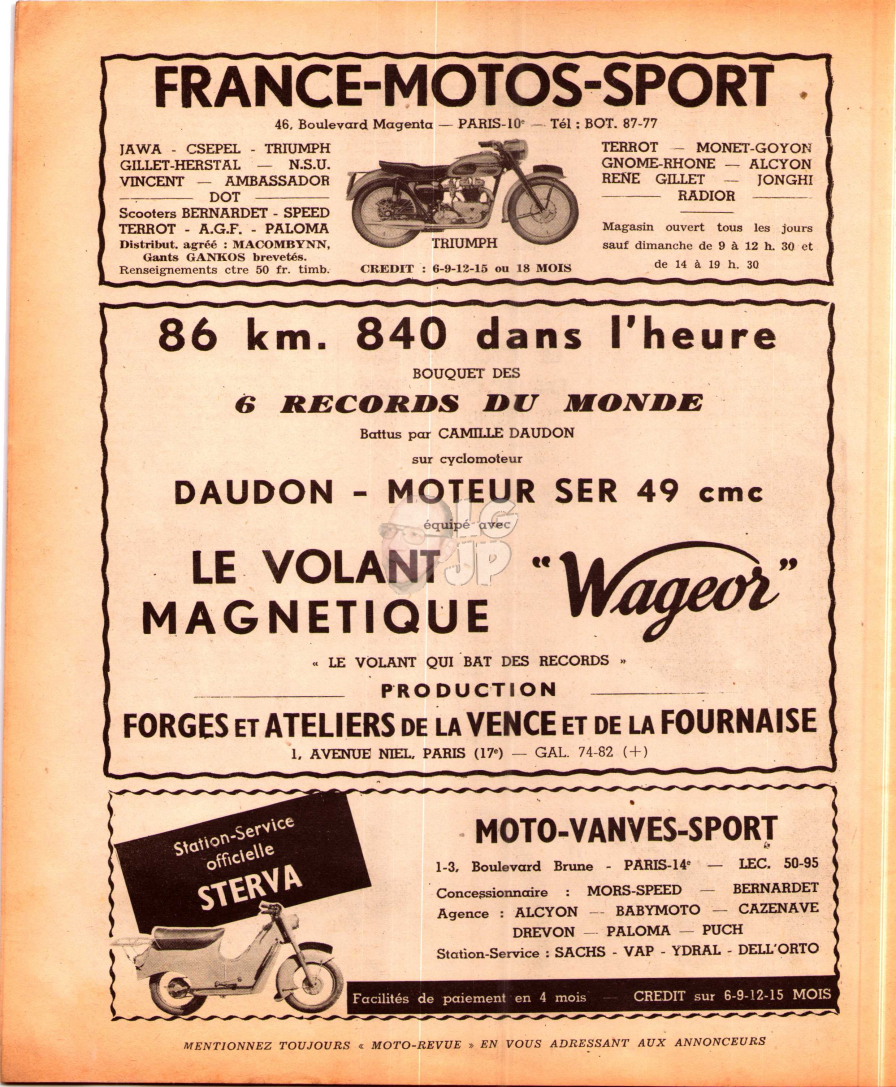 FRANCE-MOTOS-SPORT
46, Boulevard Magenta — PARIS-10e — Tél : BOT. 87-77
JAWA - CSEPEL - TRIUMPH
GILLET-HERSTAL — N.S.U.
VINCENT — AMBASSADOR
DOT
Scooters BERNARDET - SPEED
TERROT - A.G.F. - PALOMA
Distribut. agréé : MACOMBYNN,
Gants GANKOS brevetés.
Renseignements ctre 50 fr. timb.
TRIUMPH
CREDIT : 6-9-12-15 ou 18 MOIS
TERROT — MONET-GOYON
GNOME-RHONE — ALCYON
RENE GILLET — JONGHI
RADIOR
Magasin ouvert tous les jours
sauf dimanche de 9 à 12 h. 30 et
de 14 à 19 h. 30
86 km. 840 dans l'heure
BOUQUET DES
6 RECORDS DU MONDE
Battus par CAMILLE DAUDON
sur cyclomoteur
DAUDON - MOTEUR SER 49 cmc
équipé avec
LGJP
LE VOLANT
MAGNETIQUE
"Wageor"
« LE VOLANT QUI BAT DES RECORDS »
PRODUCTION
FORGES ET ATELIERS DE LA VENCE ET DE LA FOURNAISE
1, AVENUE NIEL, PARIS (17e) — GAL. 74-82 (+)
Station-Service
officielle
STERVA
MOTO-VANVES-SPORT
1-3, Boulevard Brune - PARIS-14e — LEC. 50-95
Concessionnaire : MORS-SPEED — BERNARDET
Agence : ALCYON — BABYMOTO — CAZENAVE
DREVON — PALOMA — PUCH
Station-Service : SACHS - VAP - YDRAL - DELL'ORTO
Facilités de paiement en 4 mois — CREDIT sur 6-9-12-15 MOIS
MENTIONNEZ TOUJOURS « MOTO-REVUE » EN VOUS ADRESSANT AUX ANNONCEURS